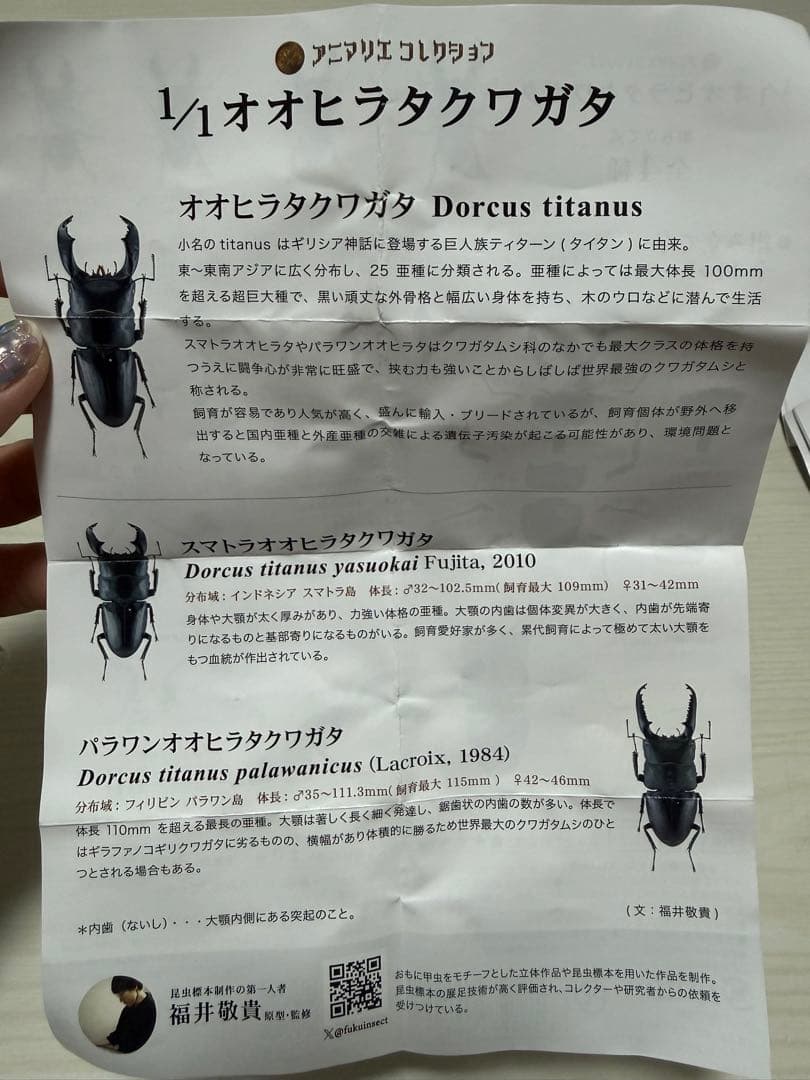 アニマリエ コレクション
1/1オオヒラタクワガタ
オオヒラタクワガタ Dorcus titanus
小名の titanus はギリシア神話に登場する巨人族ティターン ( タイタン ) に由来。
東～東南アジアに広く分布し、25 亜種に分類される。亜種によっては最大体長 100mm
を超える超巨大種で、黒い頑丈な外骨格と幅広い身体を持ち、木のウロなどに潜んで生活
する。
スマトラオオヒラタやパラワンオオヒラタはクワガタムシ科のなかでも最大クラスの体格を持
つうえに闘争心が非常に旺盛で、挟む力も強いことからしばしば世界最強のクワガタムシと
称される。
飼育が容易であり人気が高く、盛んに輸入・ブリードされているが、飼育個体が野外へ移
出すると国内亜種と外産亜種の交雑による遺伝子汚染が起こる可能性があり、環境問題と
なっている。
スマトラオオヒラタクワガタ
Dorcus titanus yasuokai Fujita, 2010
分布域 : インドネシア スマトラ島 体長 : ♂32～102.5mm( 飼育最大 109mm) ♀31～42mm
身体や大顎が太く厚みがあり、力強い体格の亜種。大顎の内歯は個体変異が大きく、内歯が先端寄
りになるものと基部寄りになるものがいる。飼育愛好家が多く、累代飼育によって極めて太い大顎を
もつ血統が作出されている。
パラワンオオヒラタクワガタ
Dorcus titanus palawanicus (Lacroix, 1984)
分布域 : フィリピン パラワン島 体長 : ♂35～111.3mm( 飼育最大 115mm ) ♀42～46mm
体長 110mm を超える最長の亜種。大顎は著しく長く細く発達し、鋸歯状の内歯の数が多い。体長で
はギラファノコギリクワガタに劣るものの、横幅があり体積的に勝るため世界最大のクワガタムシのひと
つとされる場合もある。
＊内歯（ないし）・・・大顎内側にある突起のこと。
( 文 : 福井敬貴 )
昆虫標本制作の第一人者
福井敬貴 原型・監修
X@fukuinsect
おもに甲虫をモチーフとした立体作品や昆虫標本を用いた作品を制作。
昆虫標本の展足技術が高く評価され、コレクターや研究者からの依頼を
受けつけている。